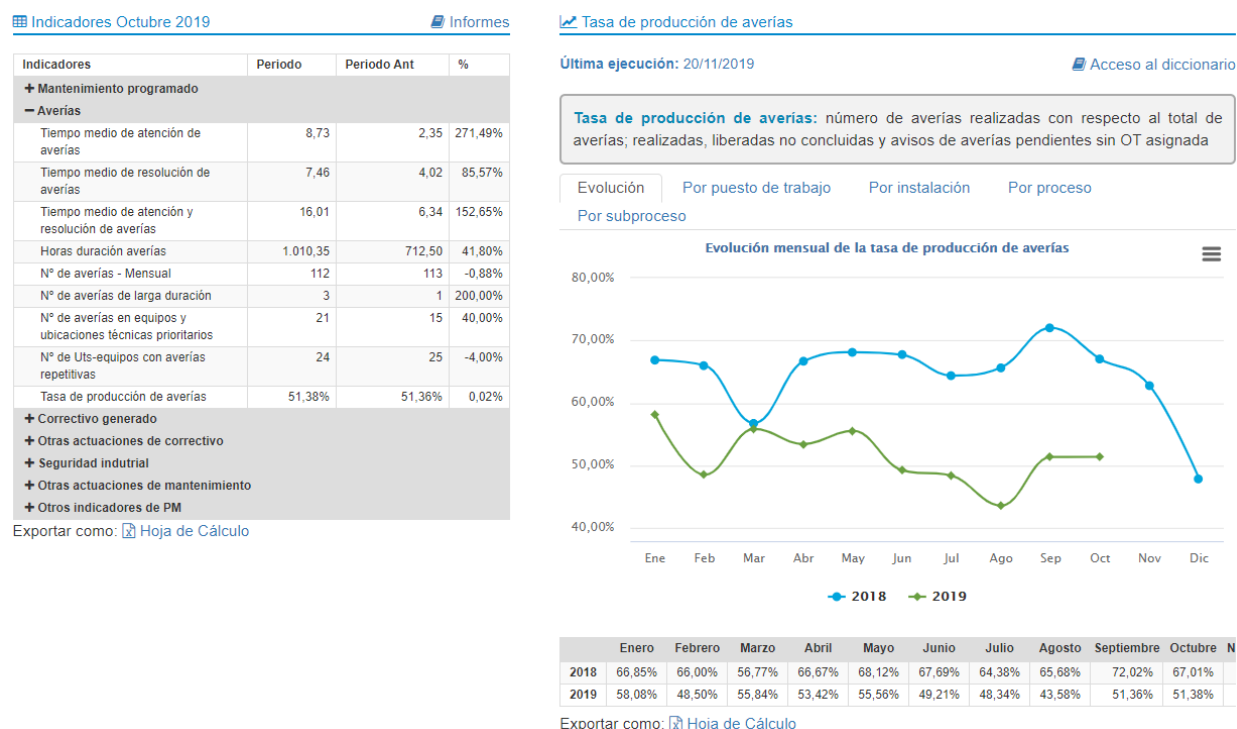 Indicadores Octubre 2019
Informes
Indicadores Periodo Periodo Ant %
+ Mantenimiento programado
− Averías
Tiempo medio de atención de
averías
8,73 2,35 271,49%
Tiempo medio de resolución de
averías
7,46 4,02 85,57%
Tiempo medio de atención y
resolución de averías
16,01 6,34 152,65%
Horas duración averías 1.010,35 712,50 41,80%
Nº de averías - Mensual 112 113 -0,88%
Nº de averías de larga duración 3 1 200,00%
Nº de averías en equipos y
ubicaciones técnicas prioritarios
21 15 40,00%
Nº de Uts-equipos con averías
repetitivas
24 25 -4,00%
Tasa de producción de averías 51,38% 51,36% 0,02%
+ Correctivo generado
+ Otras actuaciones de correctivo
+ Seguridad indutrial
+ Otras actuaciones de mantenimiento
+ Otros indicadores de PM
Exportar como: Hoja de Cálculo
Tasa de producción de averías
Última ejecución: 20/11/2019
Acceso al diccionario
Tasa de producción de averías: número de averías realizadas con respecto al total de
averías; realizadas, liberadas no concluidas y avisos de averías pendientes sin OT asignada
Evolución Por puesto de trabajo Por instalación Por proceso
Por subproceso
Evolución mensual de la tasa de producción de averías
80,00%
70,00%
60,00%
50,00%
40,00%
Ene Feb Mar Abr May Jun Jul Ago Sep Oct Nov Dic
2018 2019
Enero Febrero Marzo Abril Mayo Junio Julio Agosto Septiembre Octubre N
2018 66,85% 66,00% 56,77% 66,67% 68,12% 67,69% 64,38% 65,68% 72,02% 67,01%
2019 58,08% 48,50% 55,84% 53,42% 55,56% 49,21% 48,34% 43,58% 51,36% 51,38%
Exportar como: Hoja de Cálculo